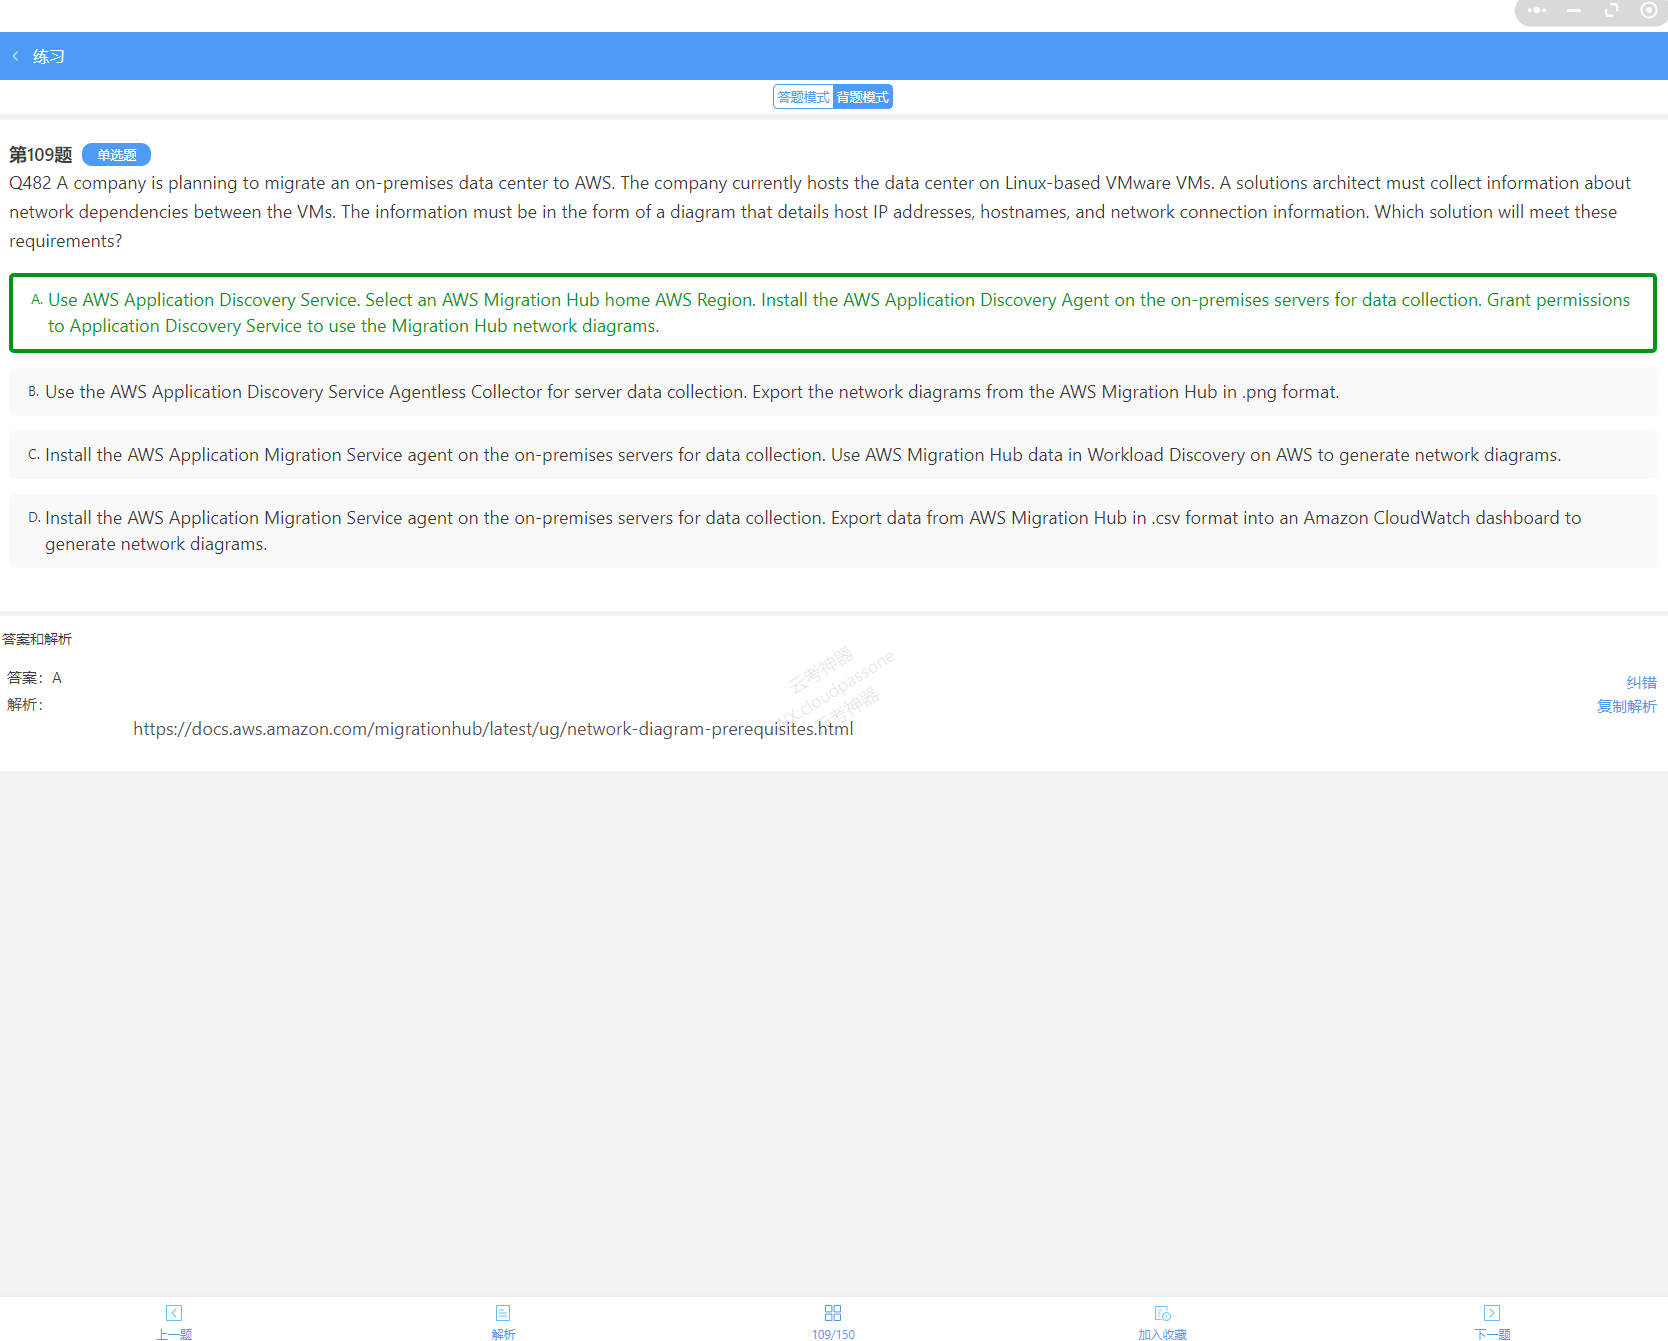 练习
答题模式 背题模式
第109题 单选题
Q482 A company is planning to migrate an on-premises data center to AWS. The company currently hosts the data center on Linux-based VMware VMs. A solutions architect must collect information about
network dependencies between the VMs. The information must be in the form of a diagram that details host IP addresses, hostnames, and network connection information. Which solution will meet these
requirements?
A. Use AWS Application Discovery Service. Select an AWS Migration Hub home AWS Region. Install the AWS Application Discovery Agent on the on-premises servers for data collection. Grant permissions
to Application Discovery Service to use the Migration Hub network diagrams.
B. Use the AWS Application Discovery Service Agentless Collector for server data collection. Export the network diagrams from the AWS Migration Hub in .png format.
C. Install the AWS Application Migration Service agent on the on-premises servers for data collection. Use AWS Migration Hub data in Workload Discovery on AWS to generate network diagrams.
D. Install the AWS Application Migration Service agent on the on-premises servers for data collection. Export data from AWS Migration Hub in .csv format into an Amazon CloudWatch dashboard to
generate network diagrams.
答案和解析
云考神器
WX:cloudpassone
云考神器
答案：A
纠错
解析：
复制解析
https://docs.aws.amazon.com/migrationhub/latest/ug/network-diagram-prerequisites.html
上一题 解析 109/150 加入收藏 下一题